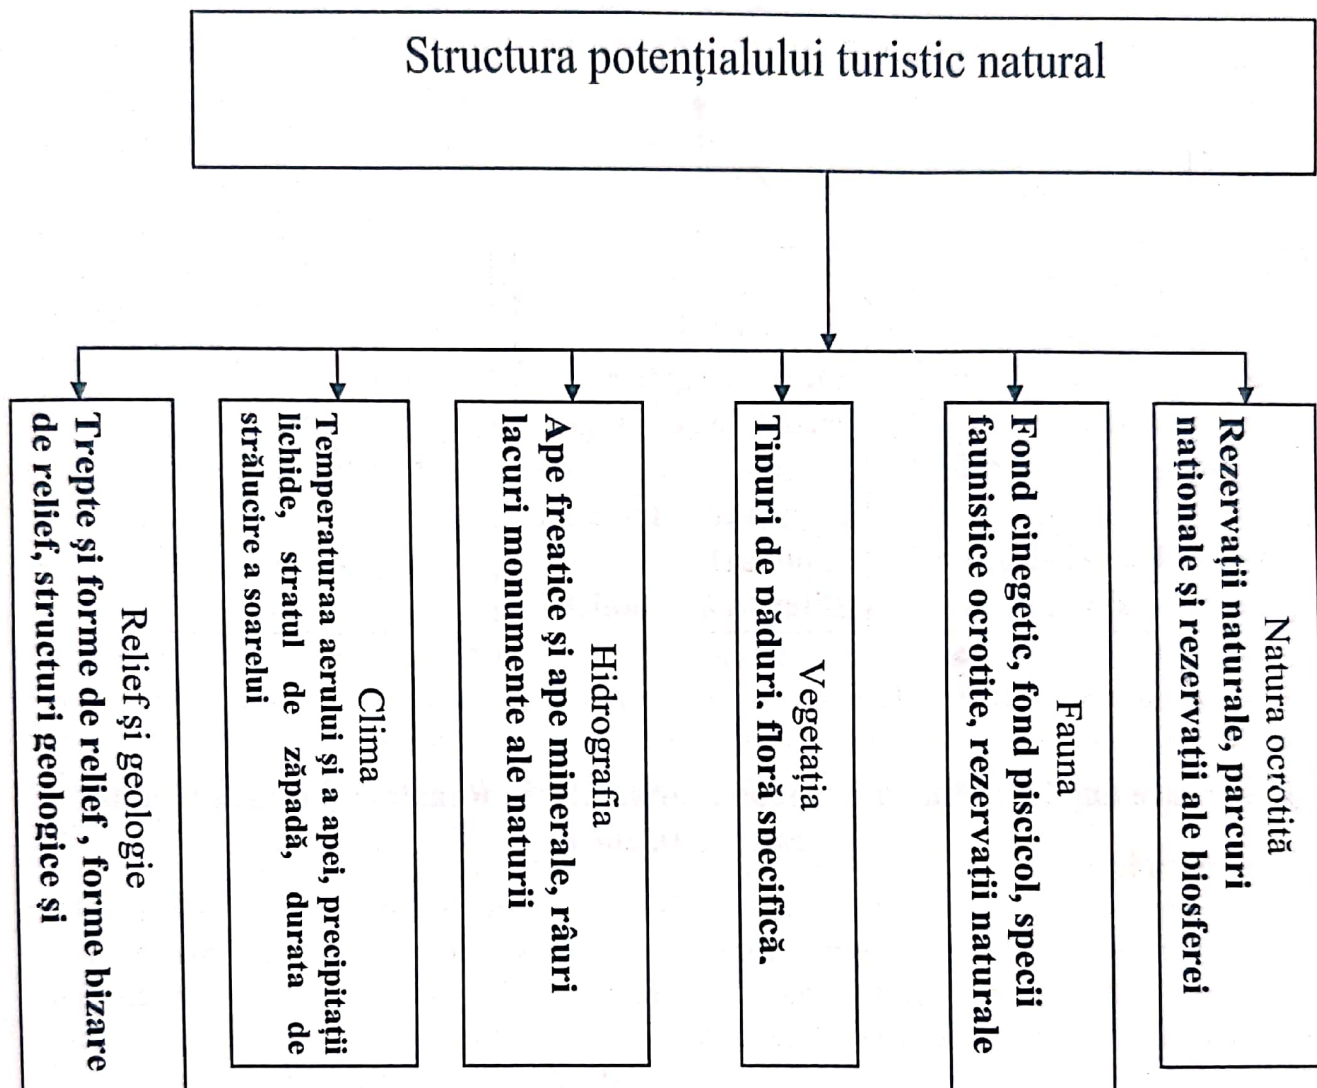 Structura potențialului turistic natural
Relief și geologie
Trepte și forme de relief , forme bizare
de relief, structuri geologice și
Clima
Temperaturaa aerului și a apei, precipitații
lichide, stratul de zăpadă, durata de
strălucire a soarelui
Hidrografia
Ape freatice și ape minerale, râuri
lacuri monumente ale naturii
Vegetația
Tipuri de păduri. floră specifică.
Fauna
Fond cinegetic, fond piscicol, specii
faunistice ocrotite, rezervații naturale
Natura ocrotită
Rezervații naturale, parcuri
naționale și rezervații ale biosferei